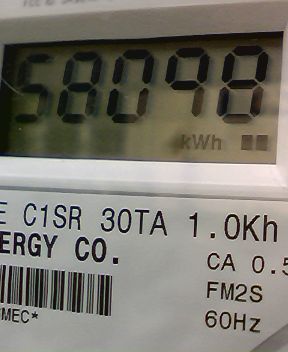 58098
kWh
E C1SR 30TA 1.0Kh
ERGY CO.
CA 0.5
FM2S
MEC*
60Hz